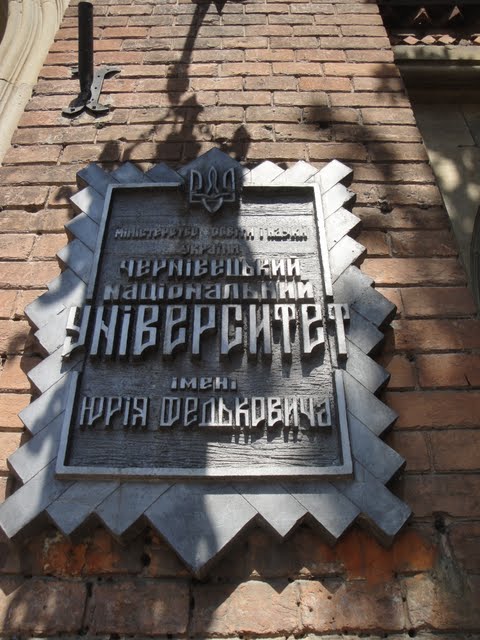 Міністерство освіти і науки
України
Чернівецький
національний
Університет
імені
Юрія Федьковича